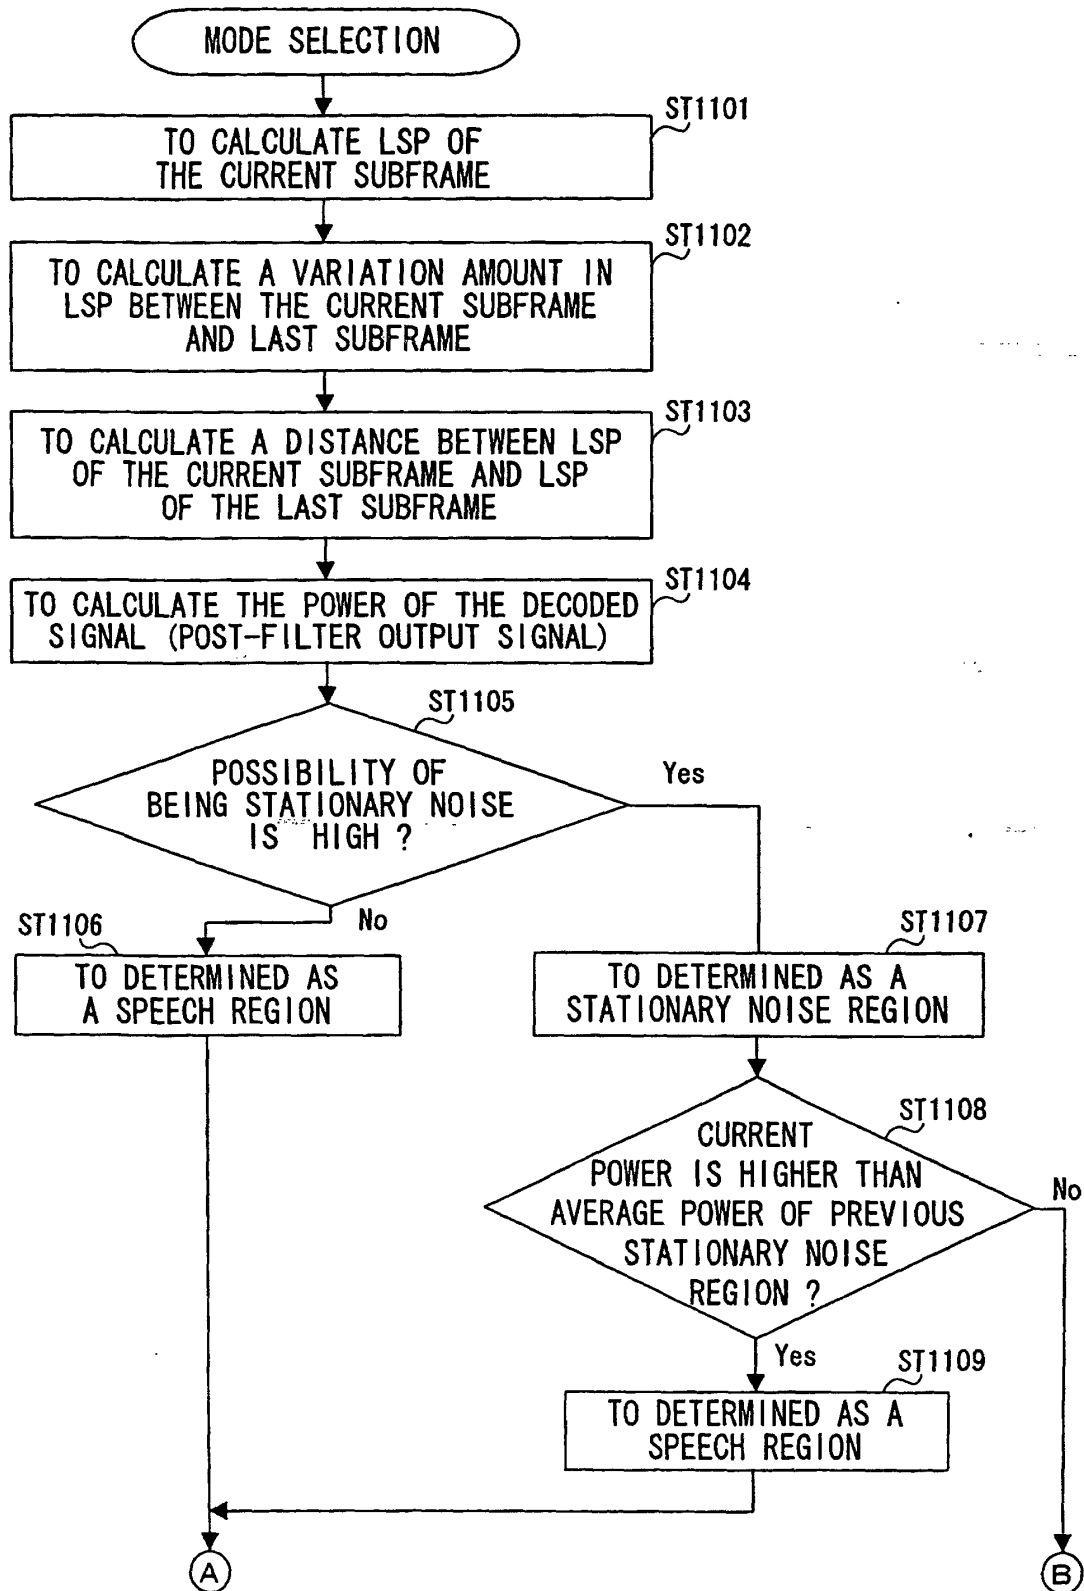 MODE SELECTION
ST1101
TO CALCULATE LSP OF
THE CURRENT SUBFRAME
ST1102
TO CALCULATE A VARIATION AMOUNT IN
LSP BETWEEN THE CURRENT SUBFRAME
AND LAST SUBFRAME
ST1103
TO CALCULATE A DISTANCE BETWEEN LSP
OF THE CURRENT SUBFRAME AND LSP
OF THE LAST SUBFRAME
ST1104
TO CALCULATE THE POWER OF THE DECODED
SIGNAL (POST-FILTER OUTPUT SIGNAL)
ST1105
POSSIBILITY OF
BEING STATIONARY NOISE
IS HIGH ?
Yes
No
ST1106
TO DETERMINED AS
A SPEECH REGION
ST1107
TO DETERMINED AS A
STATIONARY NOISE REGION
ST1108
CURRENT
POWER IS HIGHER THAN
AVERAGE POWER OF PREVIOUS
STATIONARY NOISE
REGION ?
No
Yes
ST1109
TO DETERMINED AS A
SPEECH REGION
A
B